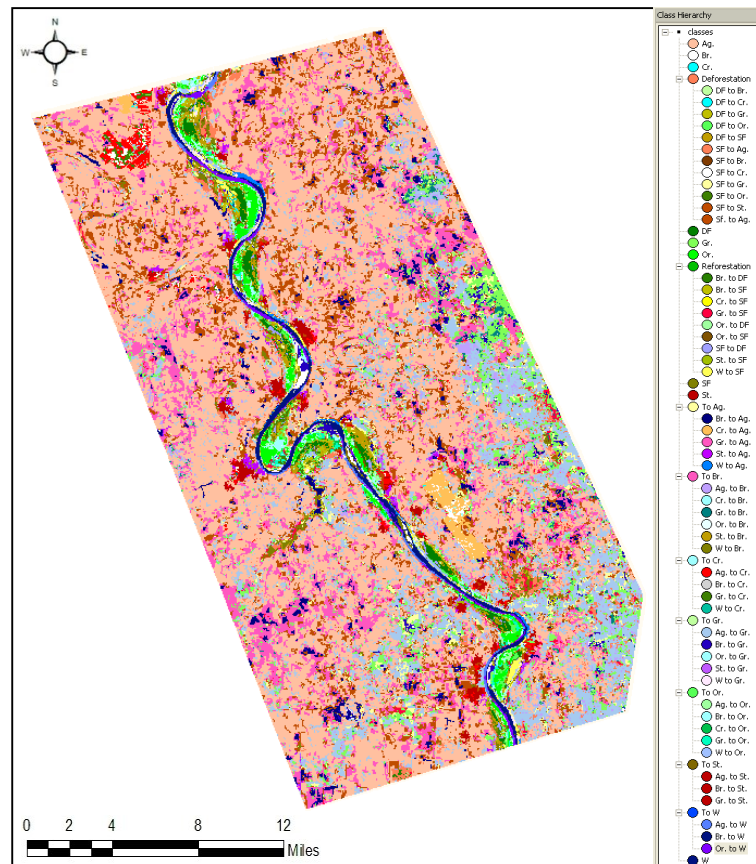 N
W E
S
0 2 4 8 12
Miles
Class Hierarchy
classes
Ag.
Br.
Cr.
Deforestation
DF to Br.
DF to Cr.
DF to Gr.
DF to Or.
DF to SF
SF to Ag.
SF to Br.
SF to Cr.
SF to Gr.
SF to Or.
SF to St.
Sf. to Ag.
DF
Gr.
Or.
Reforestation
Br. to DF
Br. to SF
Cr. to SF
Gr. to SF
Or. to DF
Or. to SF
SF to DF
St. to SF
W to SF
SF
St.
To Ag.
Br. to Ag.
Cr. to Ag.
Gr. to Ag.
St. to Ag.
W to Ag.
To Br.
Ag. to Br.
Cr. to Br.
Gr. to Br.
Or. to Br.
St. to Br.
W to Br.
To Cr.
Ag. to Cr.
Br. to Cr.
Gr. to Cr.
W to Cr.
To Gr.
Ag. to Gr.
Br. to Gr.
Or. to Gr.
St. to Gr.
W to Gr.
To Or.
Ag. to Or.
Br. to Or.
Cr. to Or.
Gr. to Or.
W to Or.
To St.
Ag. to St.
Br. to St.
Gr. to St.
To W
Ag. to W
Br. to W
Or. to W
W